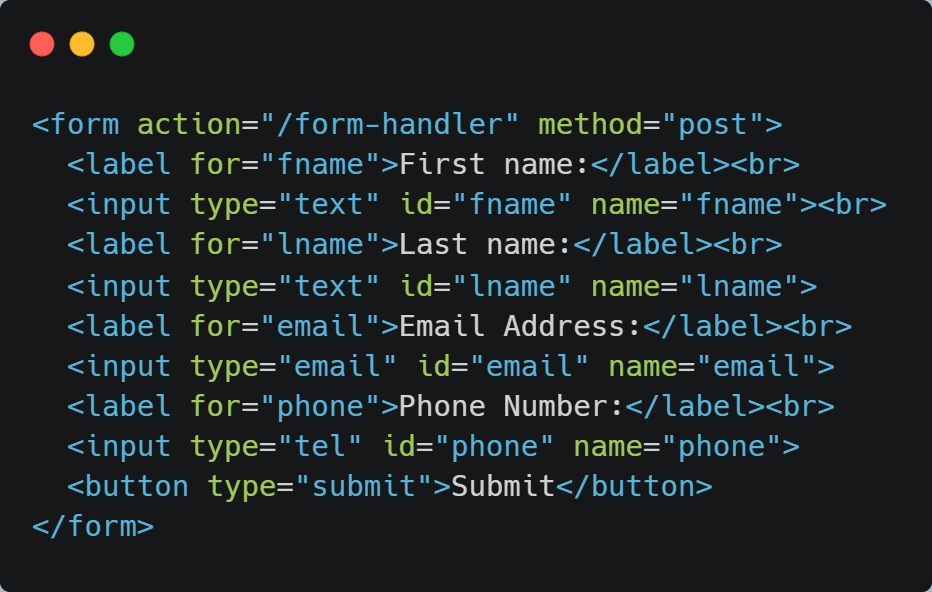 <form action="/form-handler" method="post">
  <label for="fname">First name:</label><br>
  <input type="text" id="fname" name="fname"><br>
  <label for="lname">Last name:</label><br>
  <input type="text" id="lname" name="lname">
  <label for="email">Email Address:</label><br>
  <input type="email" id="email" name="email">
  <label for="phone">Phone Number:</label><br>
  <input type="tel" id="phone" name="phone">
  <button type="submit">Submit</button>
</form>